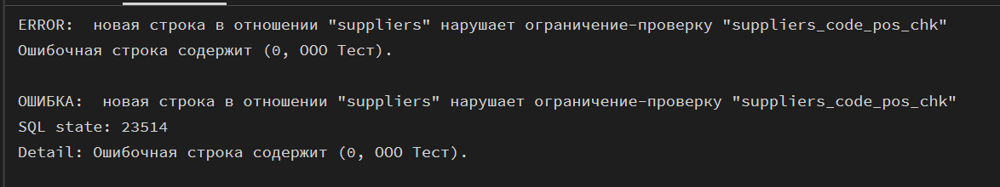 ERROR:  новая строка в отношении "suppliers" нарушает ограничение-проверку "suppliers_code_pos_chk"
Ошибочная строка содержит (0, ООО Тест).
ОШИБКА:  новая строка в отношении "suppliers" нарушает ограничение-проверку "suppliers_code_pos_chk"
SQL state: 23514
Detail: Ошибочная строка содержит (0, ООО Тест).